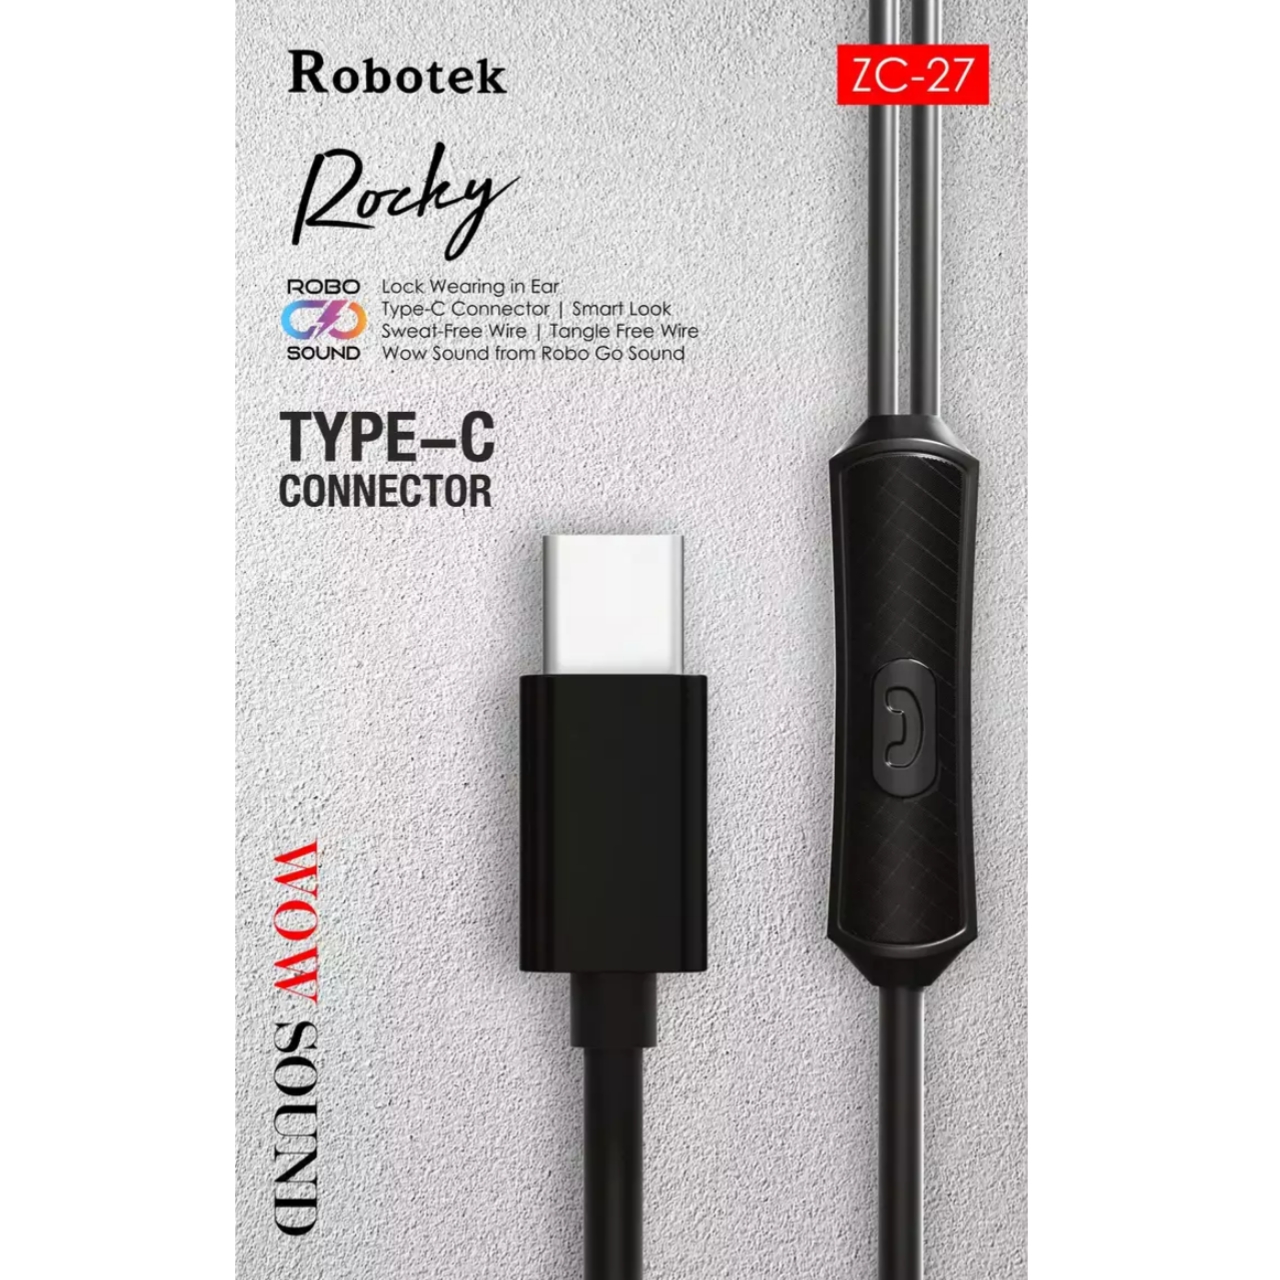 Robotek
ZC-27
Rocky
ROBO
GO
SOUND
Lock Wearing in Ear
Type-C Connector | Smart Look
Sweat-Free Wire | Tangle Free Wire
Wow Sound from Robo Go Sound
TYPE-C
CONNECTOR
WOW SOUND